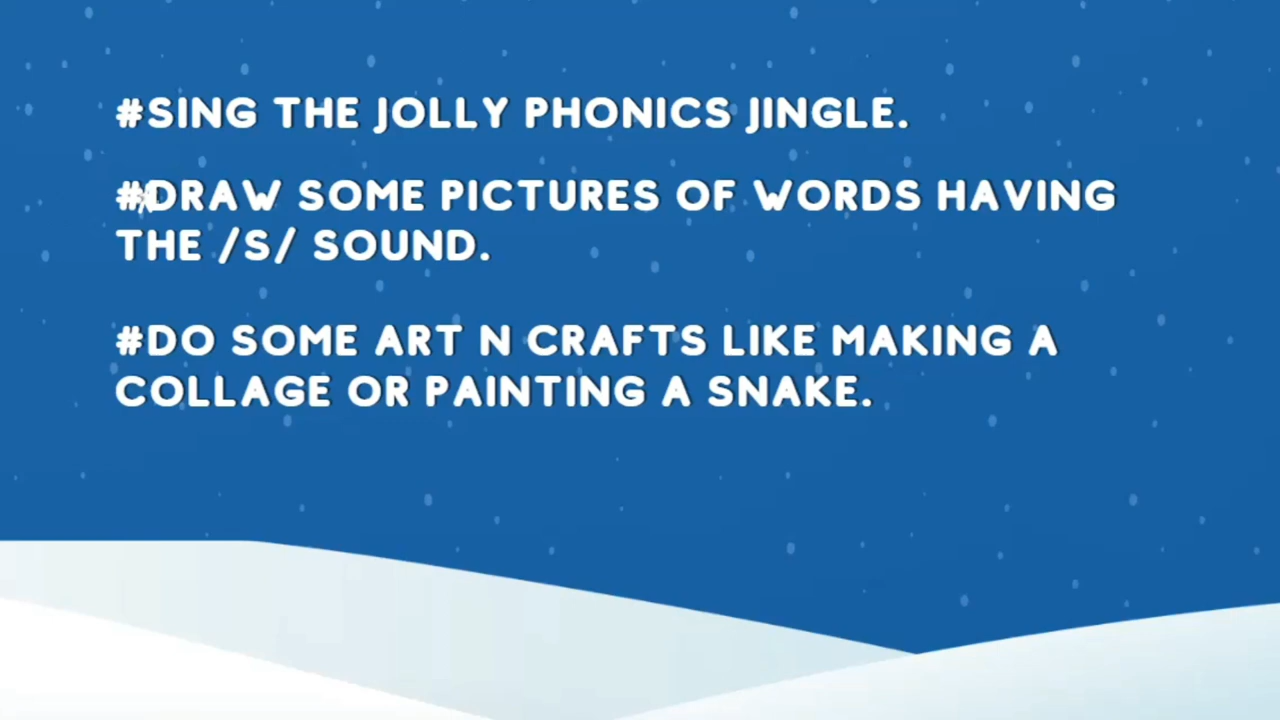 #SING THE JOLLY PHONICS JINGLE.
#DRAW SOME PICTURES OF WORDS HAVING
THE /S/ SOUND.
#DO SOME ART N CRAFTS LIKE MAKING A
COLLAGE OR PAINTING A SNAKE.